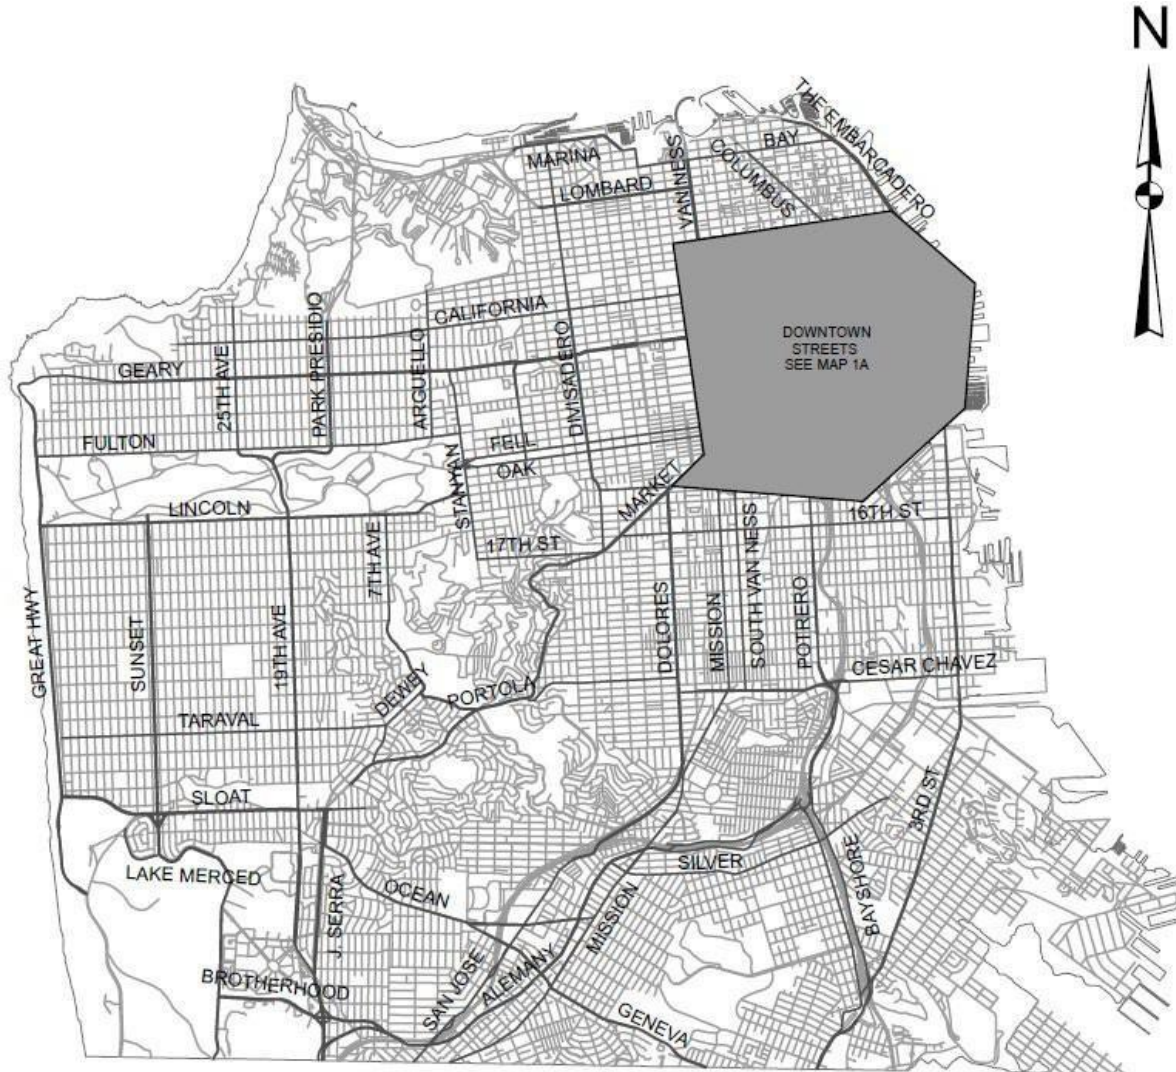 N
THE EMBARCADERO
BAY
COLUMBUS
VAN NESS
MARINA
LOMBARD
CALIFORNIA
DOWNTOWN
STREETS
SEE MAP 1A
GEARY
25TH AVE
PARK PRESIDIO
ARGUELLO
DIVISADERO
FULTON
FELL
OAK
STANYAN
MARKET
LINCOLN
16TH ST
17TH ST
7TH AVE
GREAT HWY
SUNSET
19TH AVE
DOLORES
MISSION
SOUTH VAN NESS
POTRERO
CESAR CHAVEZ
DEWEY
PORTOLA
TARAVAL
SLOAT
3RD ST
LAKE MERCED
J. SERRA
OCEAN
SILVER
BAYSHORE
MISSION
BROTHERHOOD
SAN JOSE
ALEMANY
GENEVA